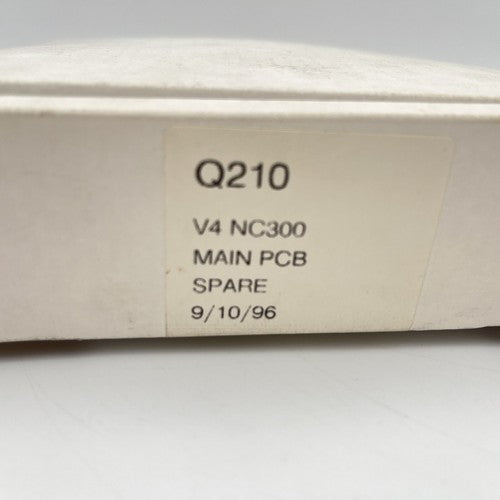 Q210
V4 NC300
MAIN PCB
SPARE
9/10/96